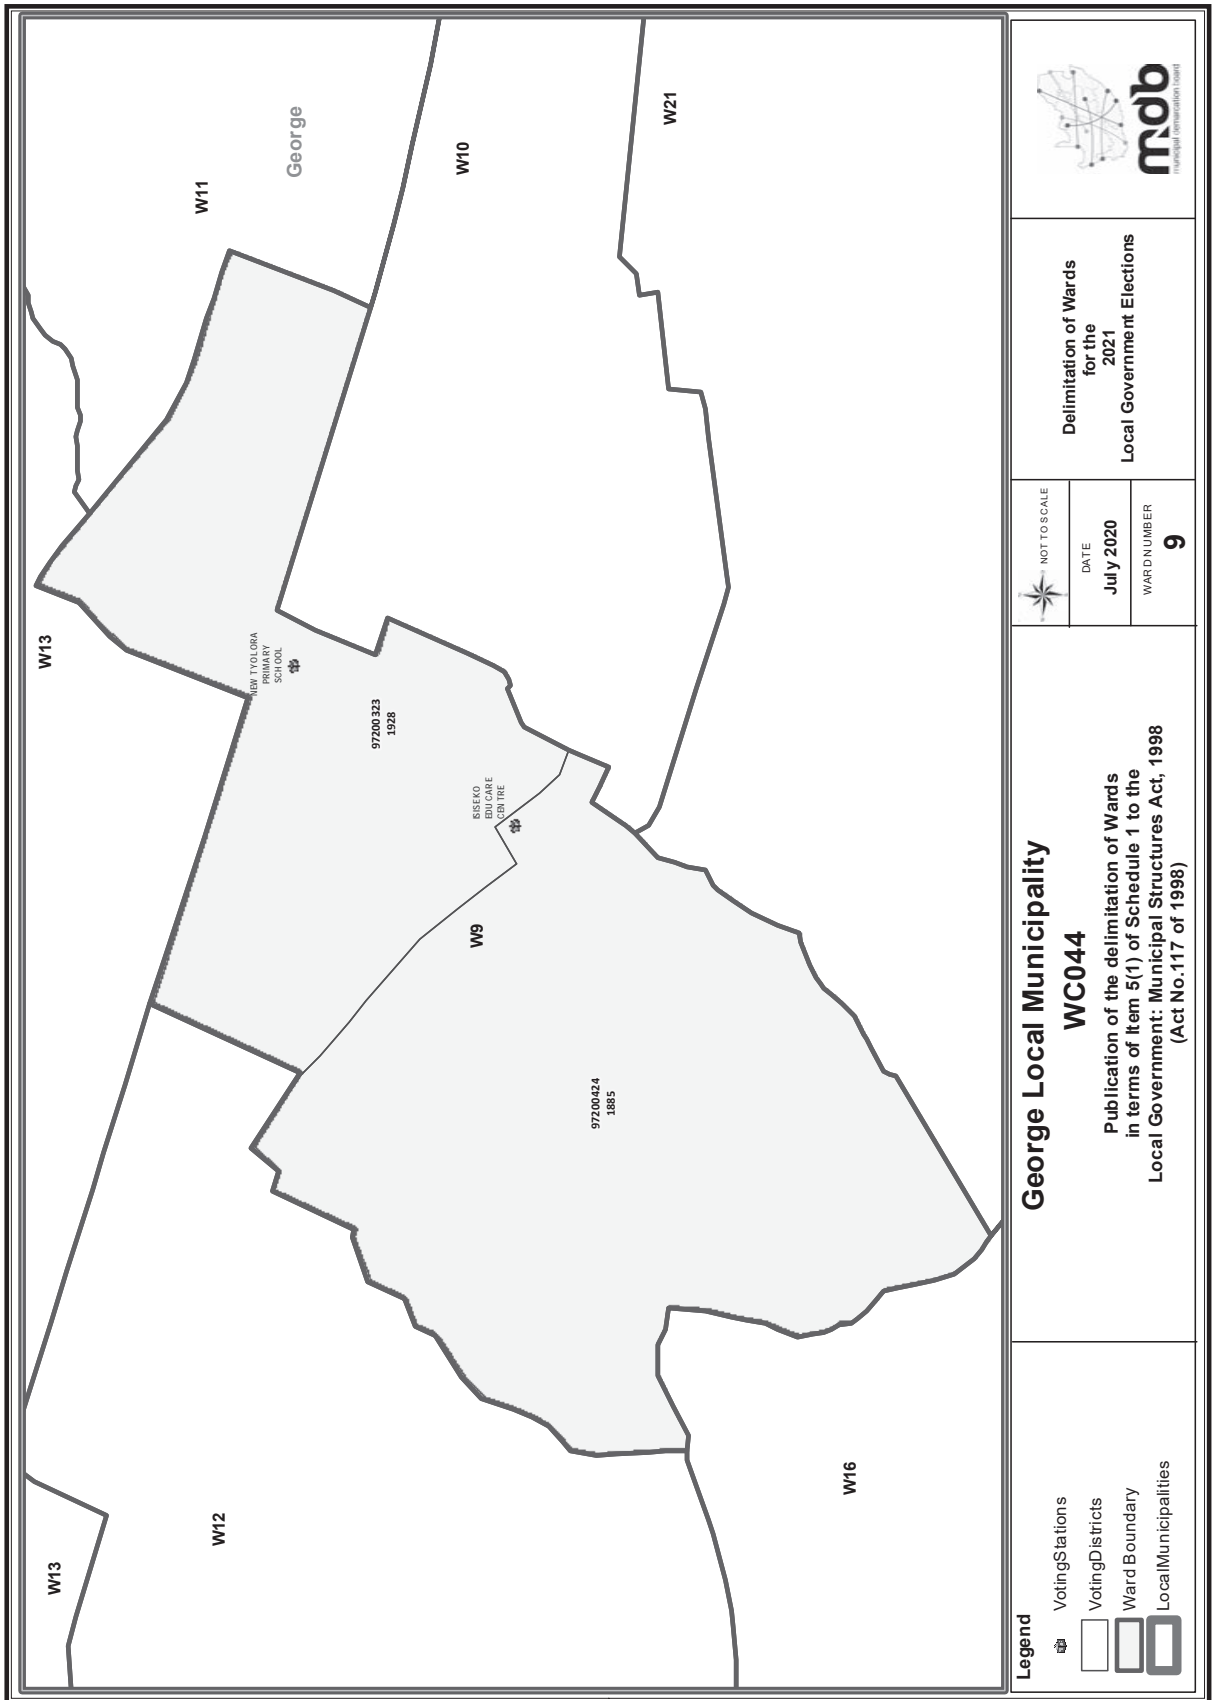 W13
W12
W16
W13
W11
George
W10
W21
W9
NEW TYOLORA
PRIMARY
SCHOOL
97200323
1928
ISISEKO
EDUCARE
CENTRE
97200424
1885
Legend
VotingStations
VotingDistricts
Ward Boundary
LocalMunicipalities
George Local Municipality
WC044
Publication of the delimitation of Wards
in terms of Item 5(1) of Schedule 1 to the
Local Government: Municipal Structures Act, 1998
(Act No.117 of 1998)
NOT TO SCALE
DATE
July 2020
WARD NUMBER
9
Delimitation of Wards
for the
2021
Local Government Elections
mdb
municipal demarcation board